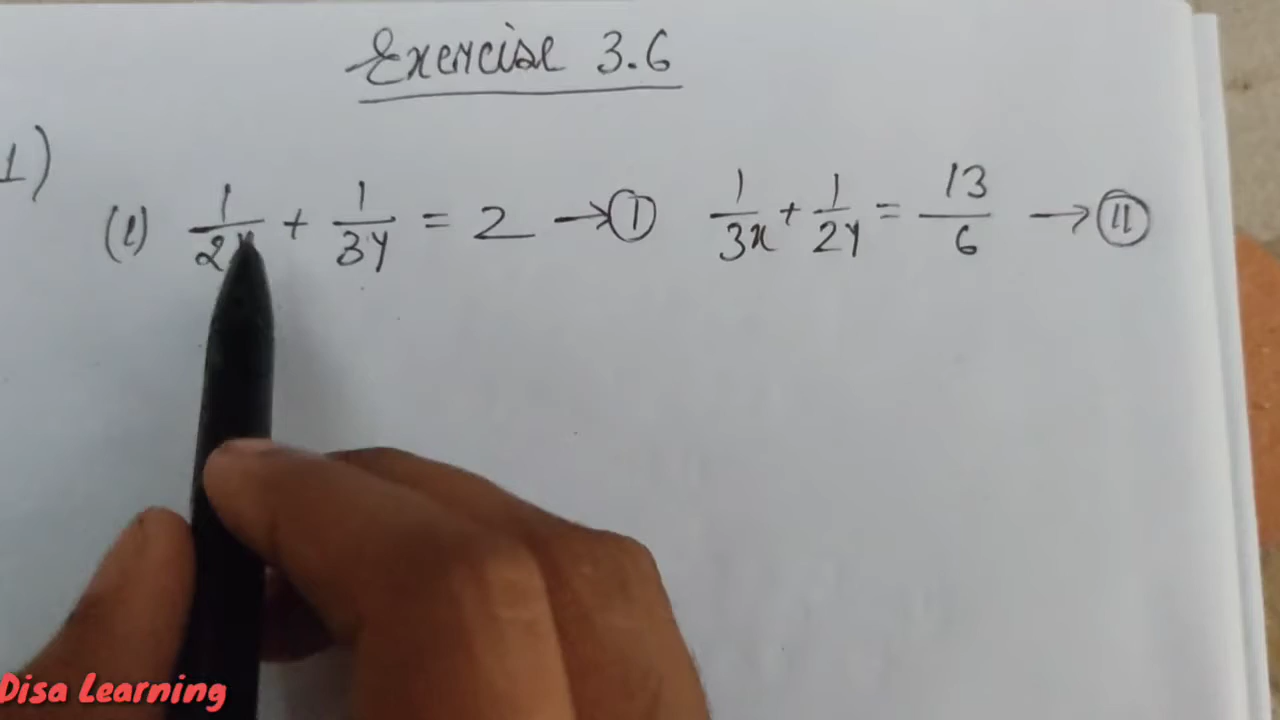 Exercise 3.6
1)
(i) 1/2x + 1/3y = 2 → Ⓘ 1/3x + 1/2y = 13/6 → Ⓘⓘ
Disa Learning